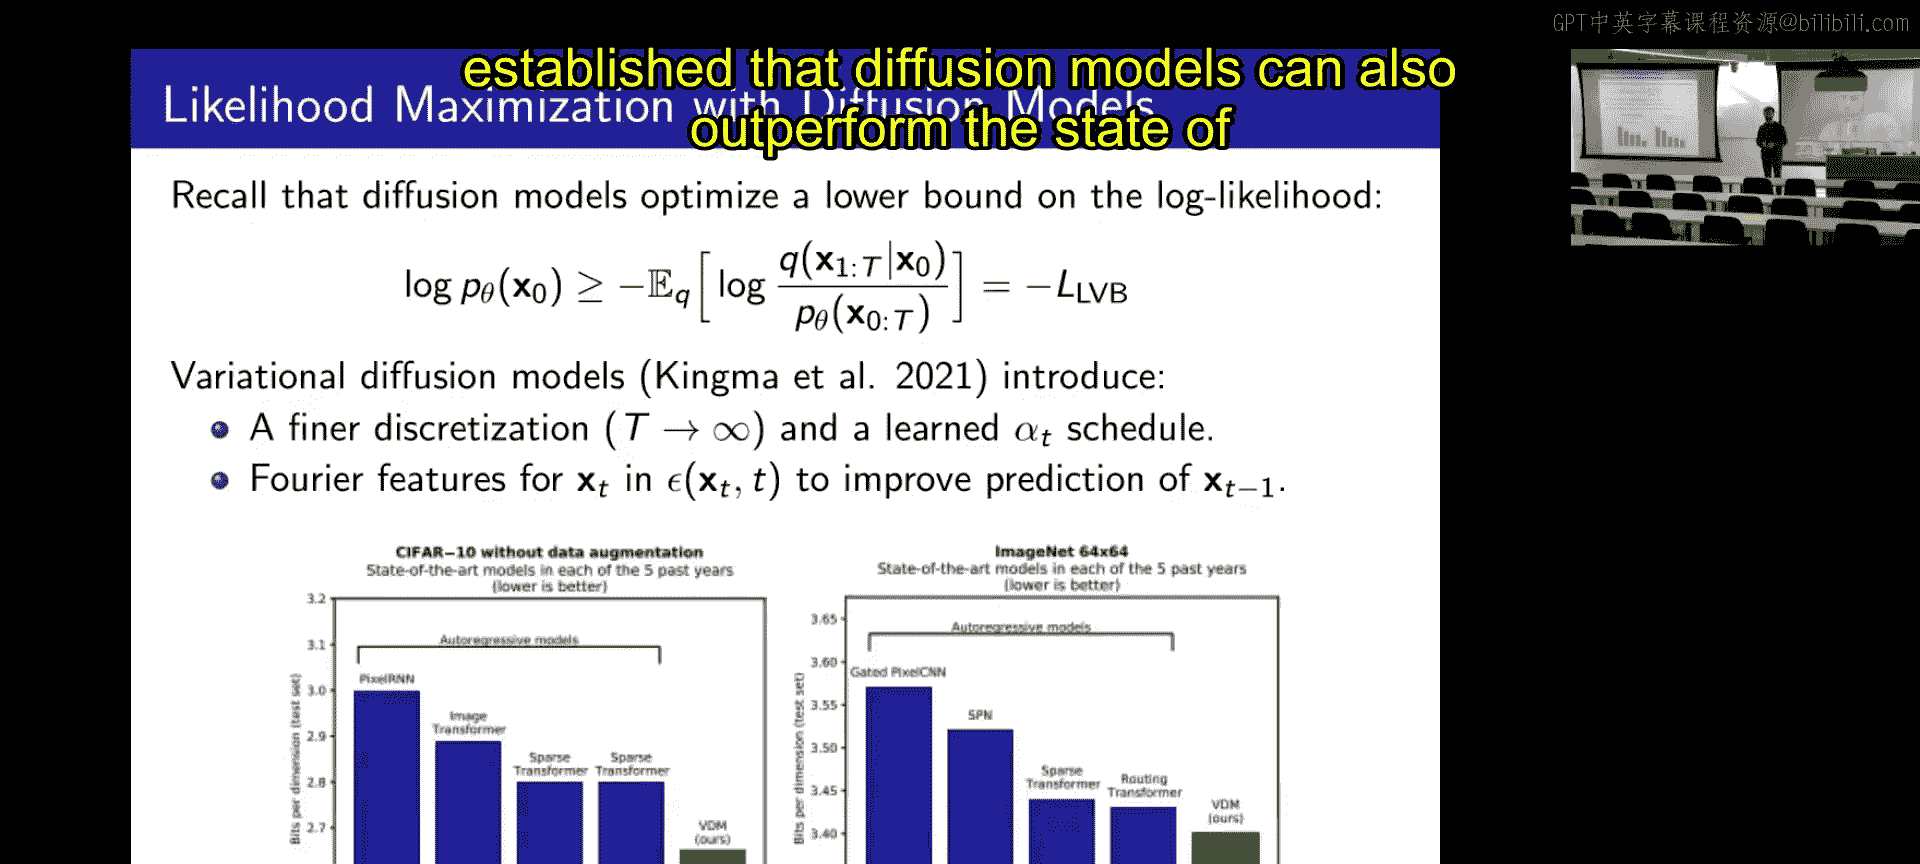 GPT中英字幕课程资源@bilibili.com
established that diffusion models can also
outperform the state of
Likelihood Maximization with Diffusion Models
Recall that diffusion models optimize a lower bound on the log-likelihood:
log pθ(x0) ≥ −𝔼q[log q(x1:T|x0) / pθ(x0:T)] = −LLVB
Variational diffusion models (Kingma et al. 2021) introduce:
A finer discretization (T → ∞) and a learned αt schedule.
Fourier features for xt in ϵ(xt, t) to improve prediction of xt−1.
CIFAR−10 without data augmentation
State-of-the-art models in each of the 5 past years
(lower is better)
3.2
3.1
3.0
2.9
2.8
2.7
Bits per dimension (test set)
Autoregressive models
PixelRNN
Image
Transformer
Sparse
Transformer
Sparse
Transformer
VDM
(ours)
ImageNet 64x64
State-of-the-art models in each of the 5 past years
(lower is better)
3.65
3.60
3.55
3.50
3.45
3.40
Bits per dimension (test set)
Autoregressive models
Gated PixelCNN
SPN
Sparse
Transformer
Routing
Transformer
VDM
(ours)